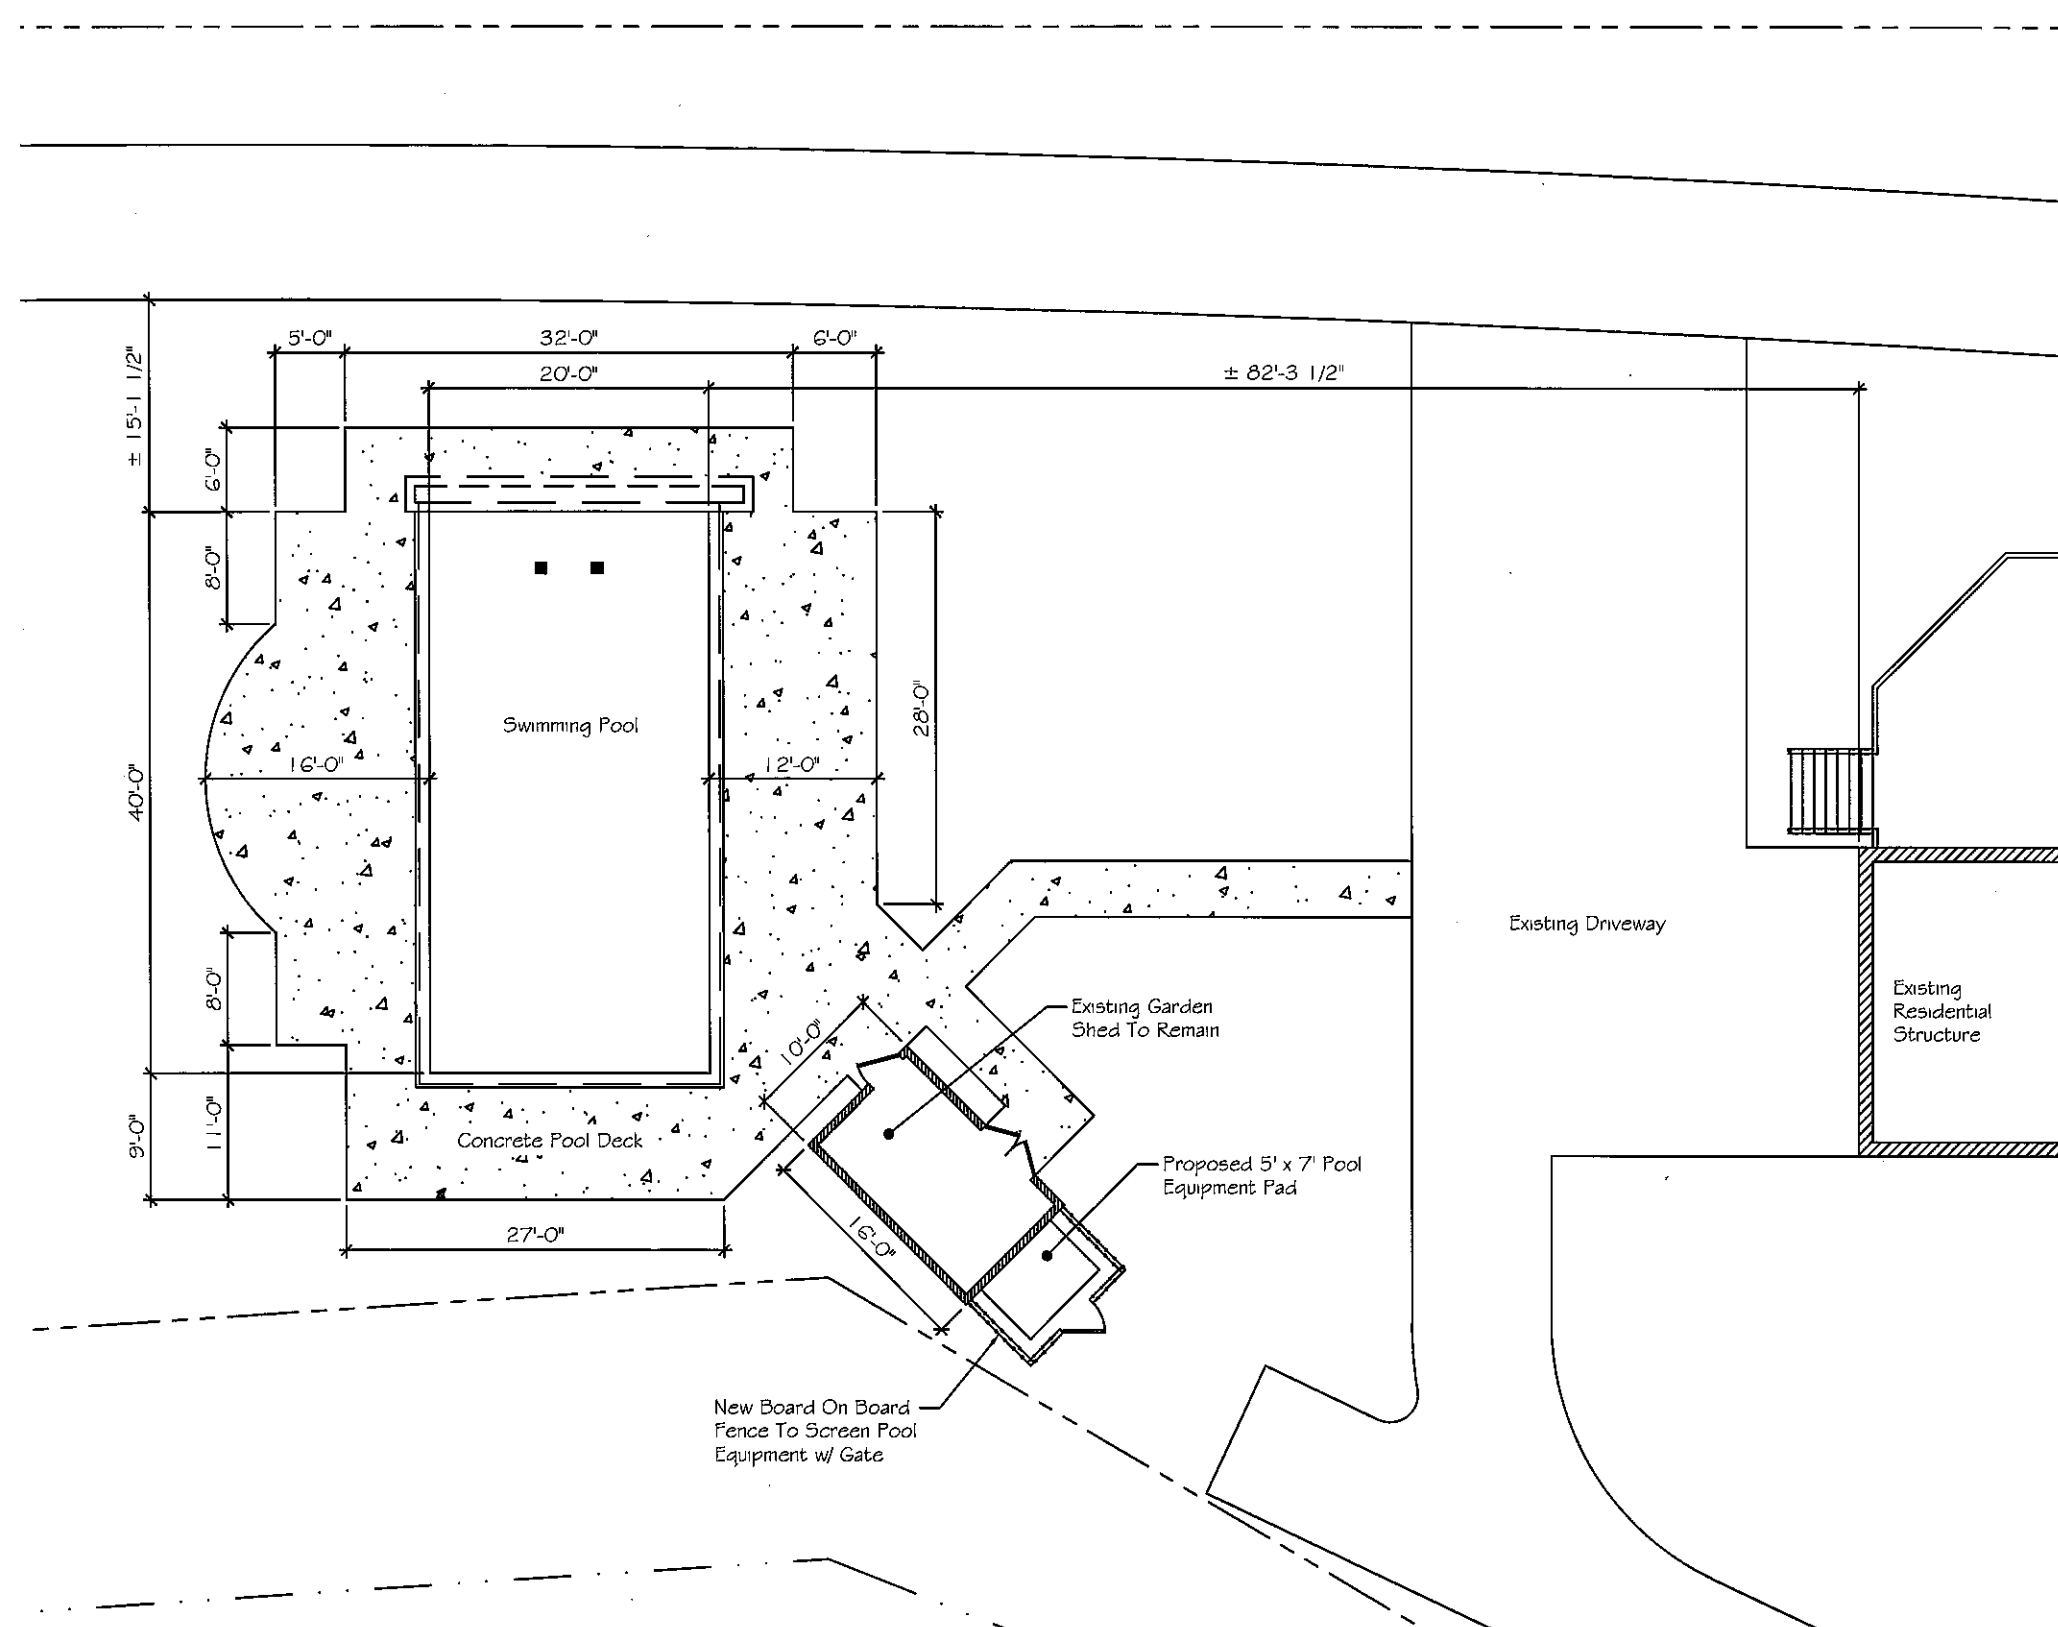 5'-0"
32'-0"
6'-0"
20'-0"
± 82'-3 1/2"
± 15'-1 1/2"
6'-0"
8'-0"
28'-0"
Swimming Pool
16'-0"
12'-0"
40'-0"
Existing Driveway
8'-0"
Existing
Residential
Structure
Existing Garden
Shed To Remain
10'-0"
9'-0"
11'-0"
Concrete Pool Deck
Proposed 5' x 7' Pool
Equipment Pad
27'-0"
16'-0"
New Board On Board
Fence To Screen Pool
Equipment w/ Gate